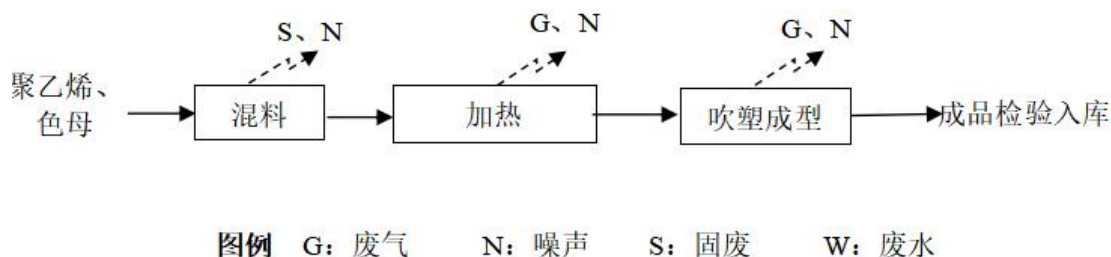 S、N
G、N
G、N
聚乙烯、
色母
混料
加热
吹塑成型
成品检验入库
图例 G：废气 N：噪声 S：固废 W：废水